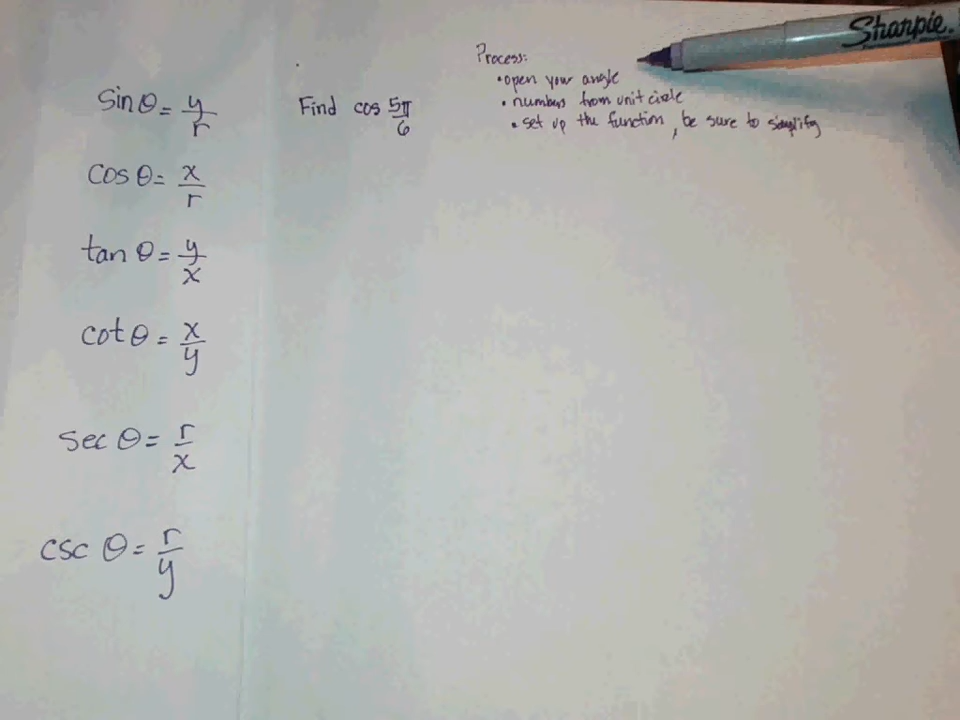 Sharpie.
Process:
• open your angle
• numbers from unit circle
• set up the function, be sure to simplify
Find cos 5π/6
sin θ = y/r
cos θ = x/r
tan θ = y/x
cot θ = x/y
sec θ = r/x
csc θ = r/y